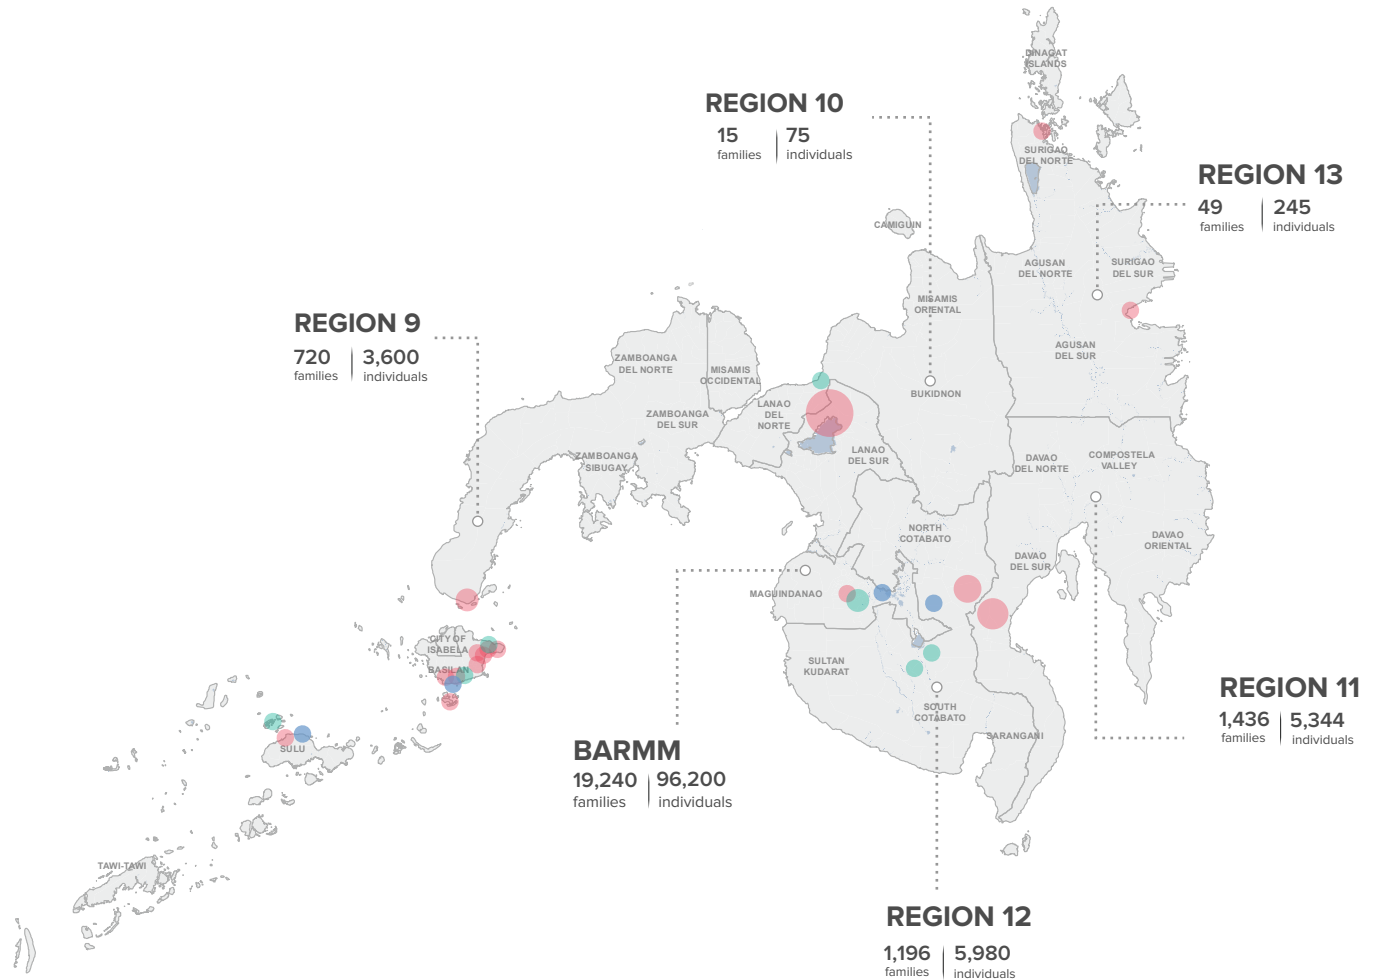 DINAGAT
ISLANDS
REGION 10
15 75
families individuals
SURIGAO
DEL NORTE
REGION 13
49 245
families individuals
CAMIGUIN
AGUSAN
DEL NORTE
SURIGAO
DEL SUR
MISAMIS
ORIENTAL
REGION 9
720 3,600
families individuals
ZAMBOANGA
DEL NORTE
MISAMIS
OCCIDENTAL
AGUSAN
DEL SUR
BUKIDNON
LANAO
DEL
NORTE
ZAMBOANGA
DEL SUR
ZAMBOANGA
SIBUGAY
LANAO
DEL SUR
DAVAO
DEL NORTE
COMPOSTELA
VALLEY
NORTH
COTABATO
DAVAO
ORIENTAL
DAVAO
DEL SUR
MAGUINDANAO
CITY OF
ISABELA
BASILAN
SULTAN
KUDARAT
SOUTH
COTABATO
REGION 11
1,436 5,344
families individuals
SARANGANI
SULU
BARMM
19,240 96,200
families individuals
TAWI-TAWI
REGION 12
1,196 5,980
families individuals